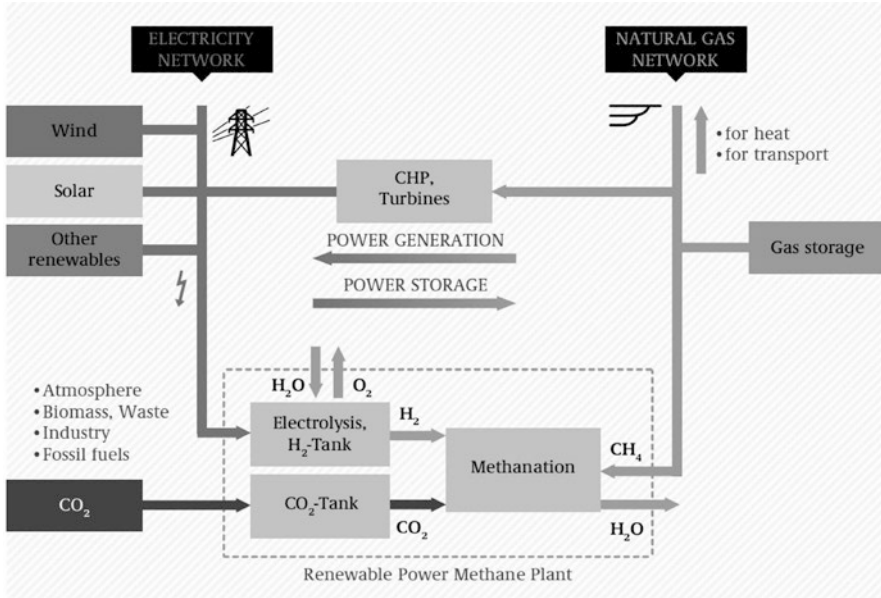 ELECTRICITY
NETWORK
NATURAL GAS
NETWORK
Wind
• for heat
• for transport
Solar
CHP,
Turbines
Other
renewables
POWER GENERATION
Gas storage
POWER STORAGE
• Atmosphere
• Biomass, Waste
• Industry
• Fossil fuels
H₂O
O₂
Electrolysis,
H₂-Tank
H₂
Methanation
CH₄
CO₂
CO₂-Tank
CO₂
H₂O
Renewable Power Methane Plant